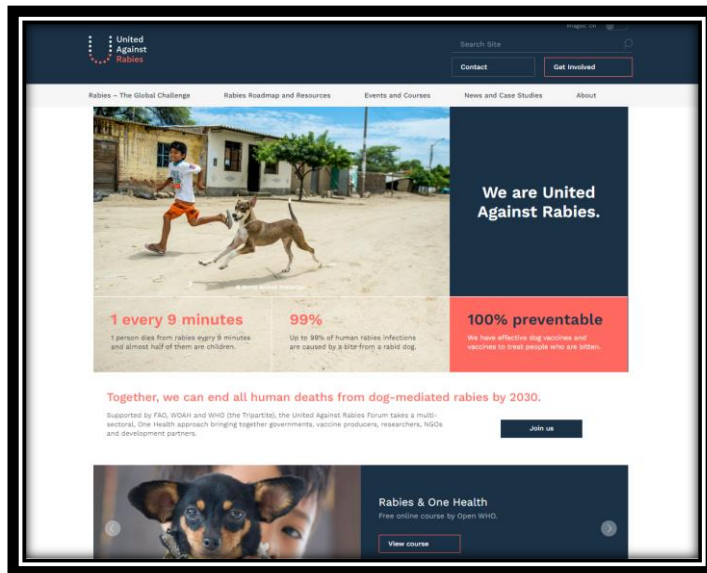 United
Against
Rabies
Images: On
Search Site
Contact
Get Involved
Rabies – The Global Challenge
Rabies Roadmap and Resources
Events and Courses
News and Case Studies
About
We are United
Against Rabies.
1 every 9 minutes
1 person dies from rabies every 9 minutes
and almost half of them are children.
99%
Up to 99% of human rabies infections
are caused by a bite from a rabid dog.
100% preventable
We have effective dog vaccines and
vaccines to treat people who are bitten.
Together, we can end all human deaths from dog-mediated rabies by 2030.
Supported by FAO, WOAH and WHO (the Tripartite), the United Against Rabies Forum takes a multi-
sectoral, One Health approach bringing together governments, vaccine producers, researchers, NGOs
and development partners.
Join us
Rabies & One Health
Free online course by Open WHO.
View course